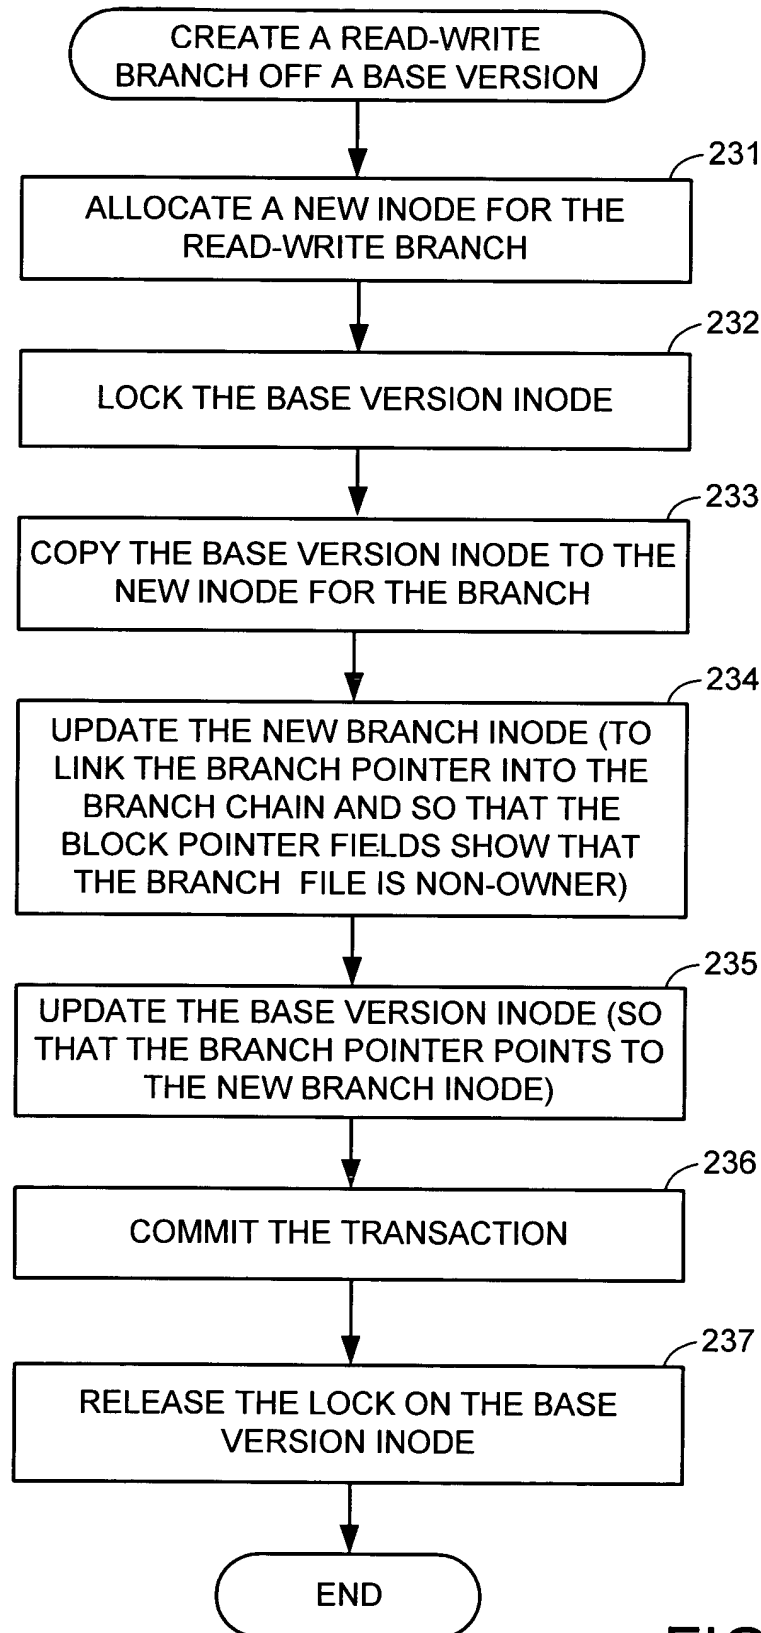 CREATE A READ-WRITE
BRANCH OFF A BASE VERSION
231
ALLOCATE A NEW INODE FOR THE
READ-WRITE BRANCH
232
LOCK THE BASE VERSION INODE
233
COPY THE BASE VERSION INODE TO THE
NEW INODE FOR THE BRANCH
234
UPDATE THE NEW BRANCH INODE (TO
LINK THE BRANCH POINTER INTO THE
BRANCH CHAIN AND SO THAT THE
BLOCK POINTER FIELDS SHOW THAT
THE BRANCH FILE IS NON-OWNER)
235
UPDATE THE BASE VERSION INODE (SO
THAT THE BRANCH POINTER POINTS TO
THE NEW BRANCH INODE)
236
COMMIT THE TRANSACTION
237
RELEASE THE LOCK ON THE BASE
VERSION INODE
END